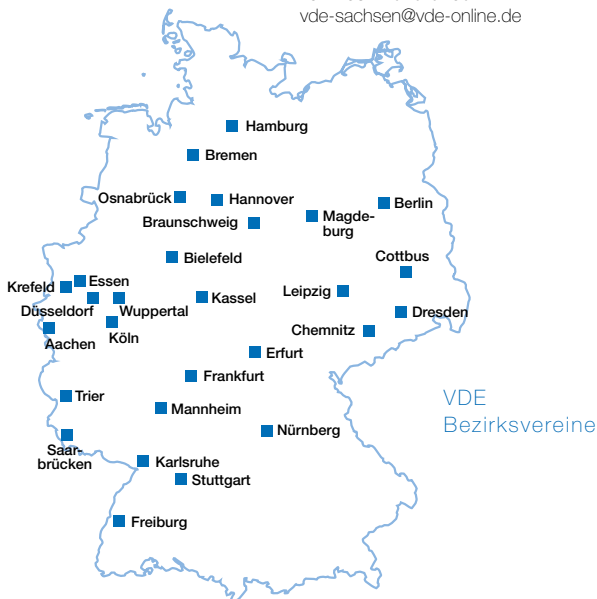 vde-sachsen@vde-online.de
Hamburg
Bremen
Osnabrück
Hannover
Berlin
Braunschweig
Magde-
burg
Bielefeld
Cottbus
Krefeld
Essen
Kassel
Leipzig
Düsseldorf
Wuppertal
Dresden
Köln
Chemnitz
Aachen
Erfurt
Frankfurt
Trier
Mannheim
VDE
Bezirksvereine
Nürnberg
Saar-
brücken
Karlsruhe
Stuttgart
Freiburg